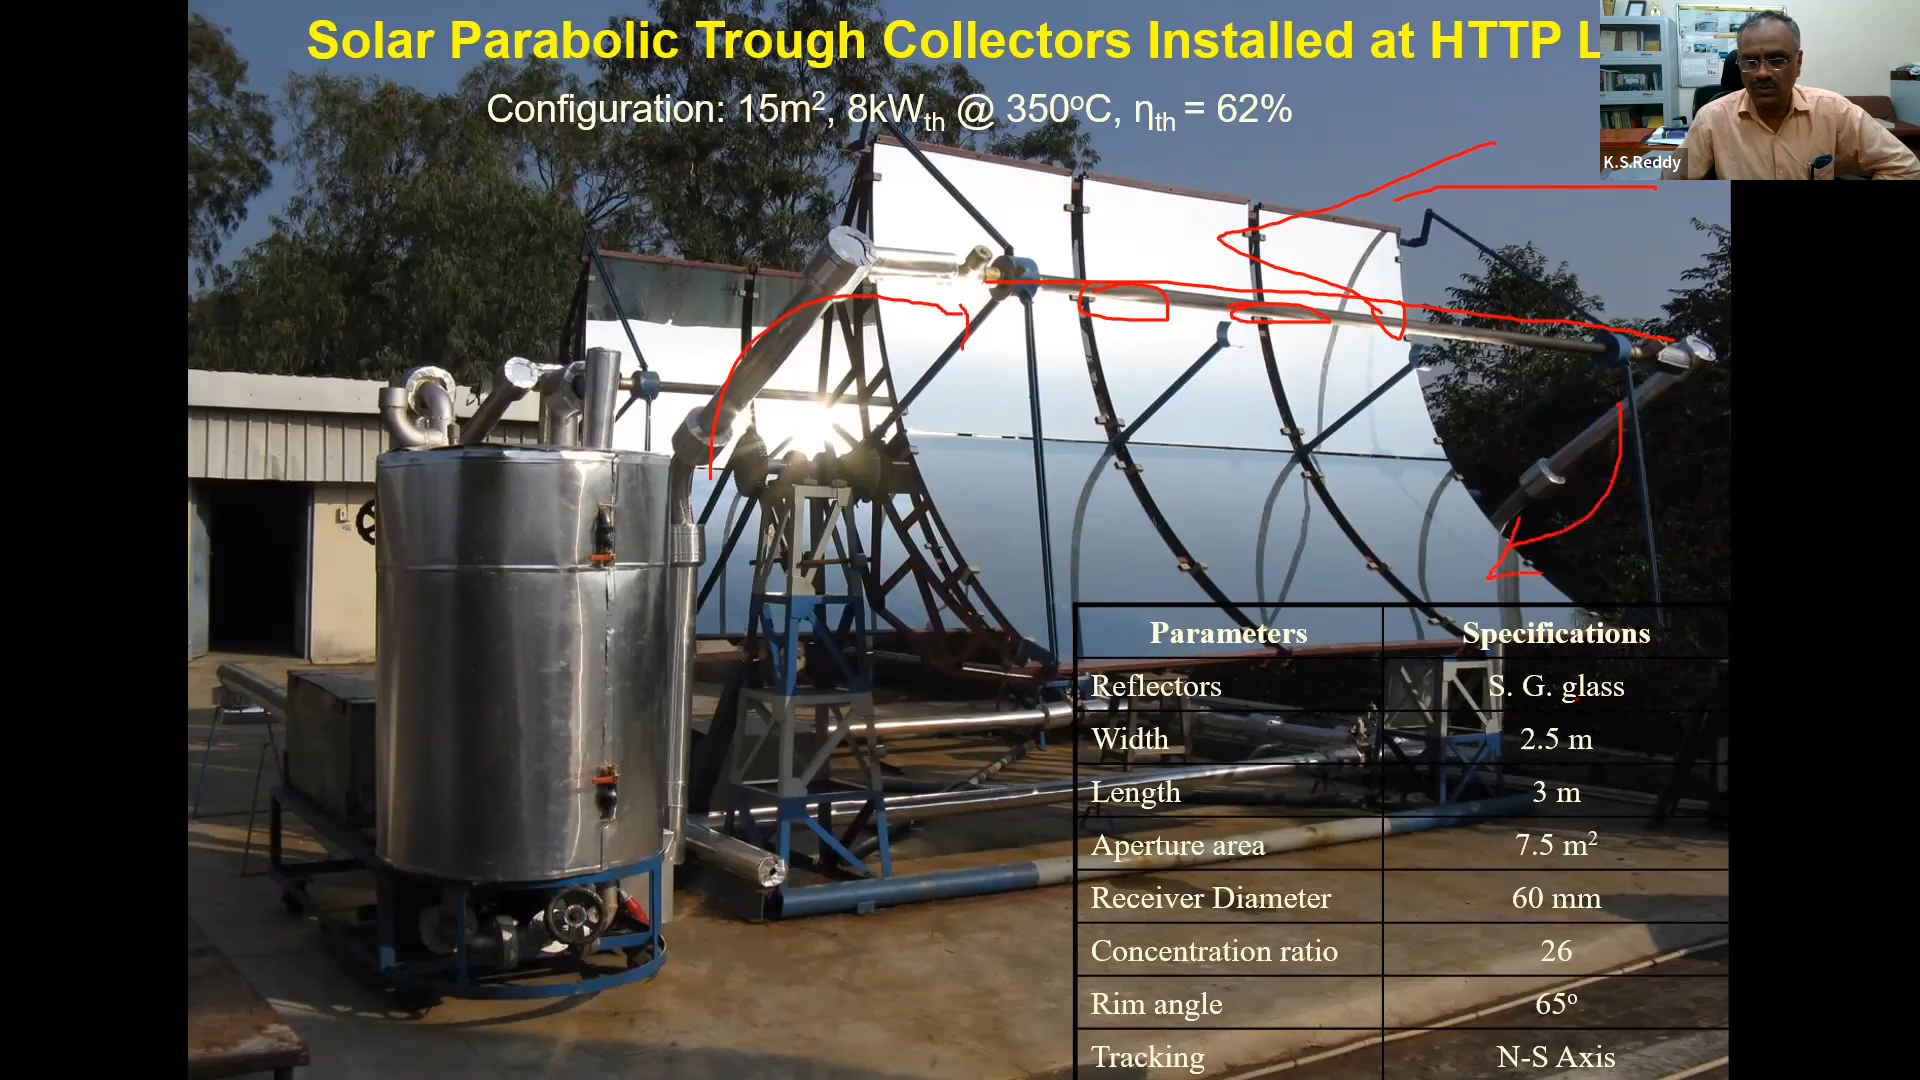 Solar Parabolic Trough Collectors Installed at HTTP L
Configuration: 15m², 8kWth @ 350ºC, ηth = 62%
K.S.Reddy
Parameters Specifications
Reflectors S. G. glass
Width 2.5 m
Length 3 m
Aperture area 7.5 m²
Receiver Diameter 60 mm
Concentration ratio 26
Rim angle 65º
Tracking N-S Axis